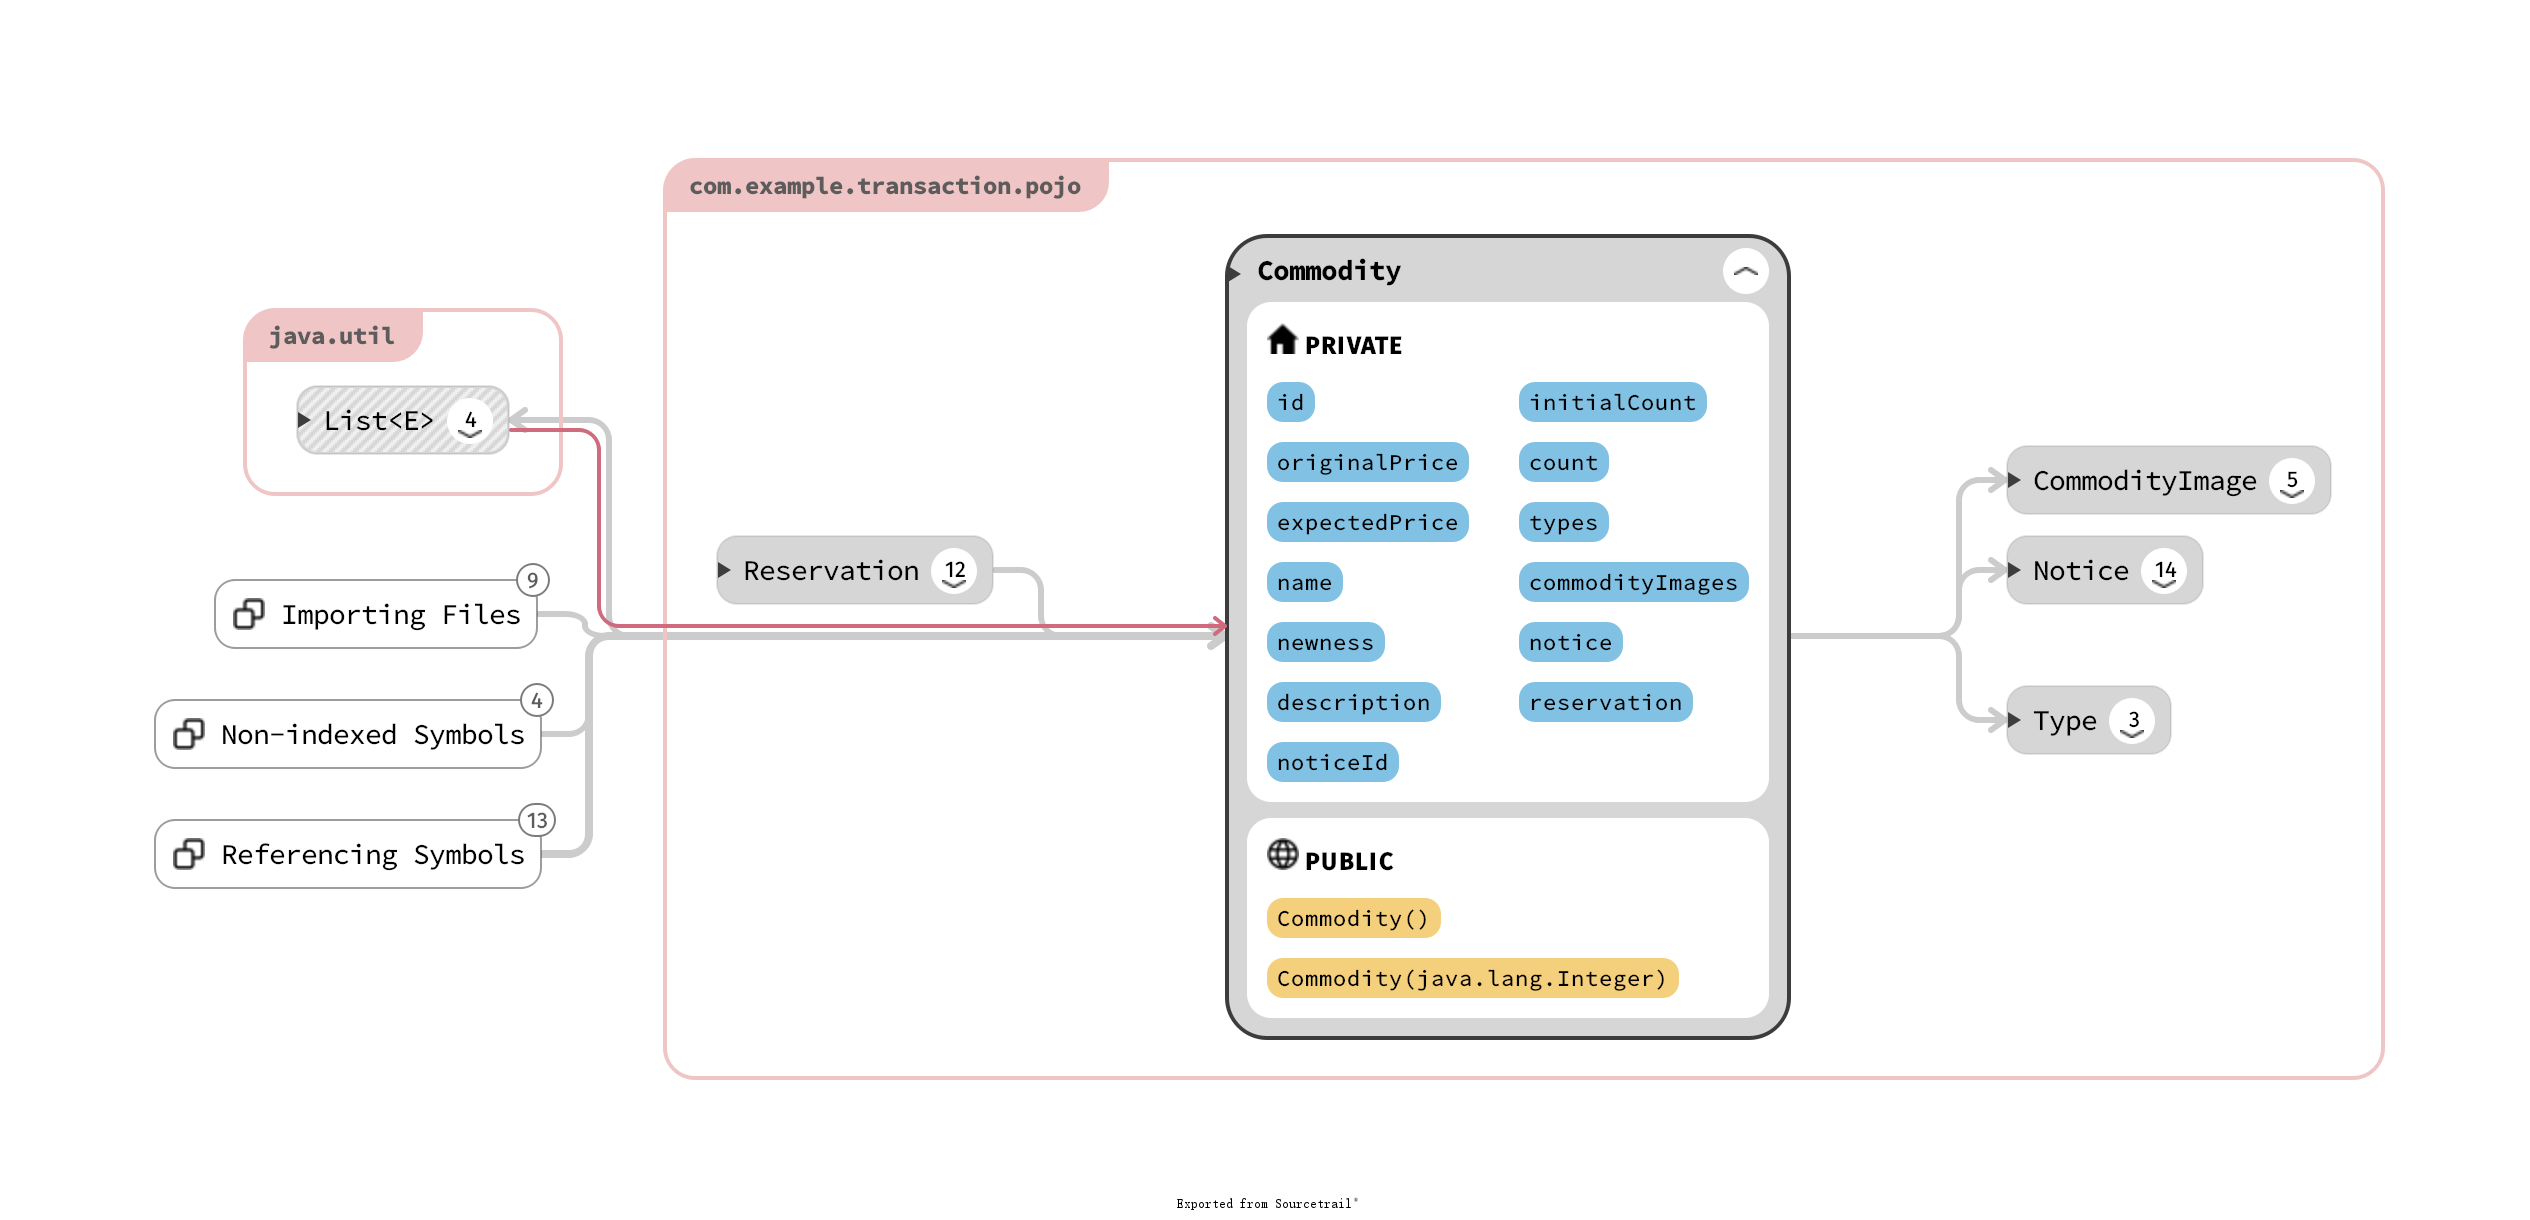 com.example.transaction.pojo
Commodity
java.util
PRIVATE
List<E> 4
id
initialCount
originalPrice
count
CommodityImage 5
expectedPrice
types
Reservation 12
Notice 14
9
Importing Files
name
commodityImages
newness
notice
4
Non-indexed Symbols
description
reservation
Type 3
noticeId
13
Referencing Symbols
PUBLIC
Commodity()
Commodity(java.lang.Integer)
Exported from Sourcetrail®